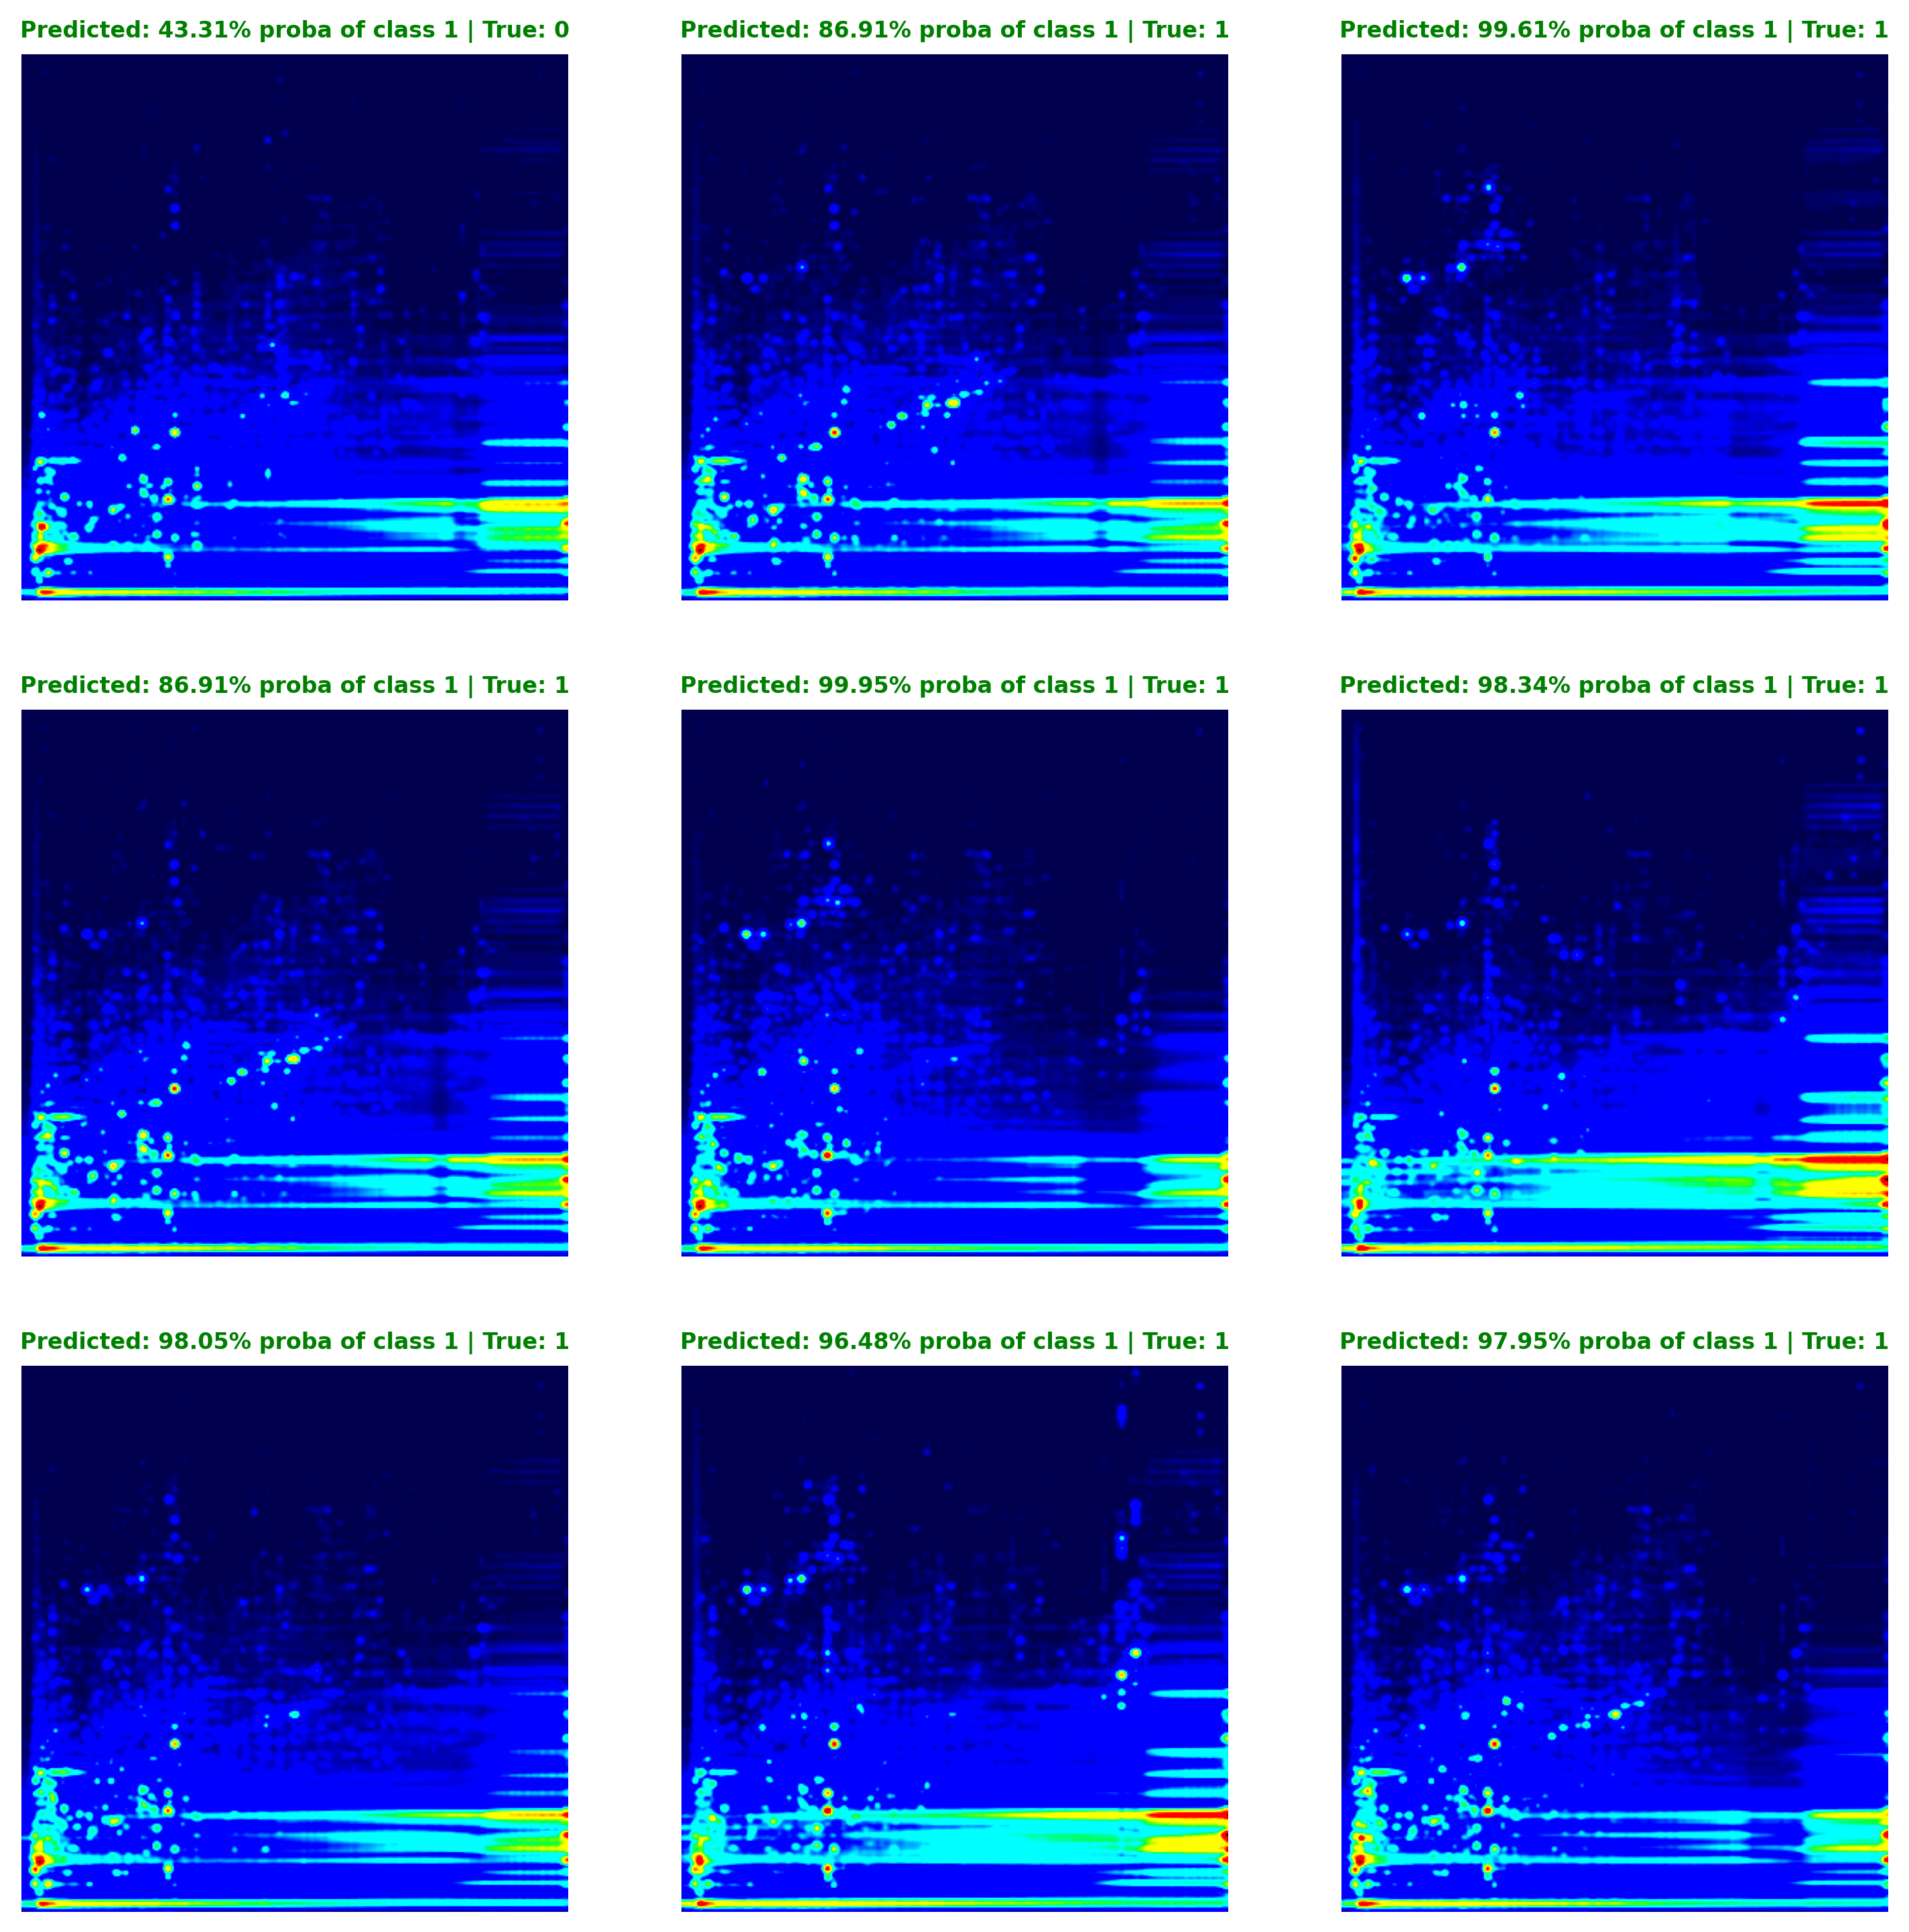 Predicted: 43.31% proba of class 1 | True: 0
Predicted: 86.91% proba of class 1 | True: 1
Predicted: 99.61% proba of class 1 | True: 1
Predicted: 86.91% proba of class 1 | True: 1
Predicted: 99.95% proba of class 1 | True: 1
Predicted: 98.34% proba of class 1 | True: 1
Predicted: 98.05% proba of class 1 | True: 1
Predicted: 96.48% proba of class 1 | True: 1
Predicted: 97.95% proba of class 1 | True: 1